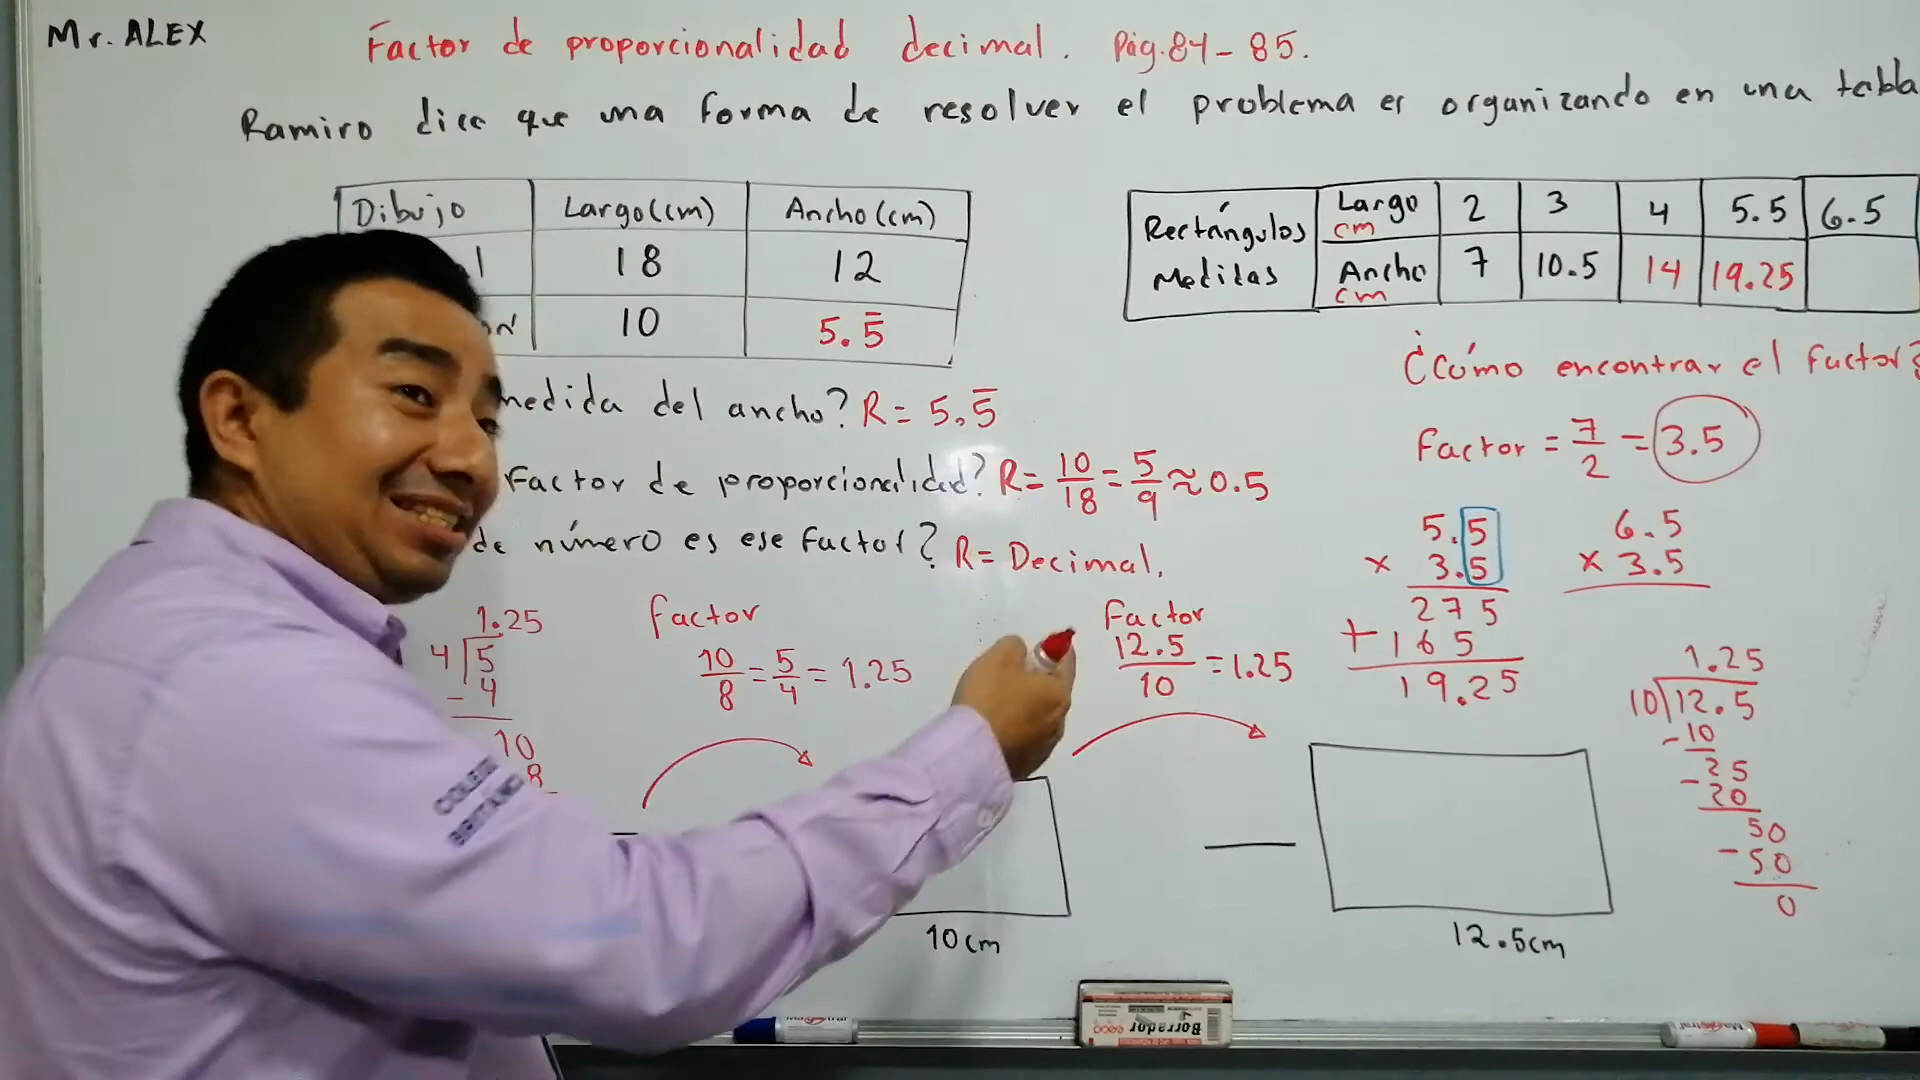 Mr. ALEX
Factor de proporcionalidad decimal. Pág. 84 - 85.
Ramiro dice que una forma de resolver el problema es organizando en una tabla
Dibujo Largo (cm) Ancho (cm)
18 12
10 5.5̅
medida del ancho? R = 5.5̅
Factor de proporcionalidad? R = 10/18 = 5/9 ≈ 0.5
de número es ese factor? R = Decimal.
Rectángulos Medidas
Largo cm 2 3 4 5.5 6.5
Ancho cm 7 10.5 14 19.25
¿Cómo encontrar el factor?
Factor = 7/2 = 3.5
5.5
x 3.5
275
+ 165
19.25
6.5
x 3.5
1.25
4 5
- 4
10
8
factor
10/8 = 5/4 = 1.25
Factor
12.5/10 = 1.25
1.25
10 12.5
- 10
25
- 20
50
- 50
0
10 cm
12.5 cm
Borrador